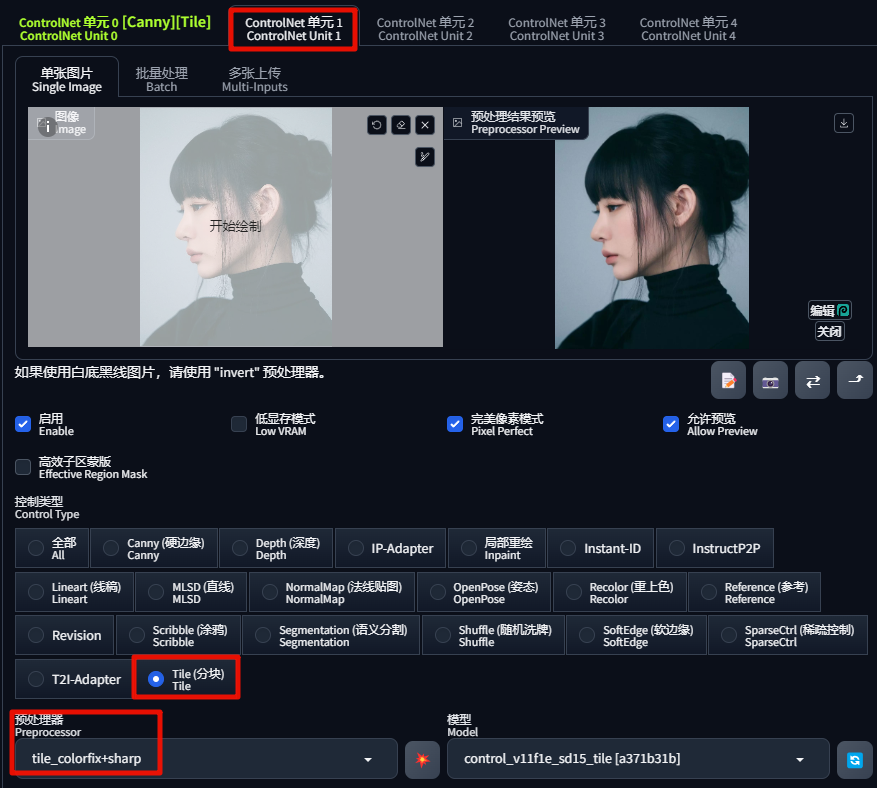 ControlNet 单元 0 [Canny][Tile]
ControlNet Unit 0
ControlNet 单元 1
ControlNet Unit 1
ControlNet 单元 2
ControlNet Unit 2
ControlNet 单元 3
ControlNet Unit 3
ControlNet 单元 4
ControlNet Unit 4
单张图片
Single Image
批量处理
Batch
多张上传
Multi-Inputs
图像
mage
开始绘制
预处理结果预览
Preprocessor Preview
编辑
关闭
如果使用白底黑线图片，请使用 "invert" 预处理器。
启用
Enable
低显存模式
Low VRAM
完美像素模式
Pixel Perfect
允许预览
Allow Preview
高效子区蒙版
Effective Region Mask
控制类型
Control Type
全部
All
Canny (硬边缘)
Canny
Depth (深度)
Depth
IP-Adapter
局部重绘
Inpaint
Instant-ID
InstructP2P
Lineart (线稿)
Lineart
MLSD (直线)
MLSD
NormalMap (法线贴图)
NormalMap
OpenPose (姿态)
OpenPose
Recolor (重上色)
Recolor
Reference (参考)
Reference
Revision
Scribble (涂鸦)
Scribble
Segmentation (语义分割)
Segmentation
Shuffle (随机洗牌)
Shuffle
SoftEdge (软边缘)
SoftEdge
SparseCtrl (稀疏控制)
SparseCtrl
T2I-Adapter
Tile (分块)
Tile
预处理器
Preprocessor
tile_colorfix+sharp
模型
Model
control_v11f1e_sd15_tile [a371b31b]